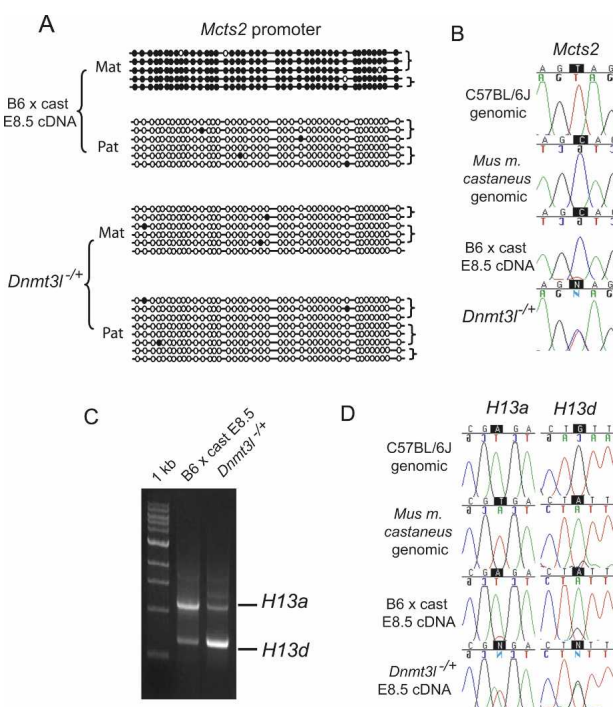 A
Mcts2 promoter
B6 x cast
E8.5 cDNA
Mat
Pat
Dnmt3l-/+
Mat
Pat
B
Mcts2
C57BL/6J
genomic
A G T A G
Mus m.
castaneus
genomic
A G C A G
B6 x cast
E8.5 cDNA
A G C A G
Dnmt3l-/+
A G N A G
C
1 kb
B6 x cast E8.5
Dnmt3l-/+
H13a
H13d
D
H13a
H13d
C57BL/6J
genomic
C G A G A
C T G T T
Mus m.
castaneus
genomic
C G T G A
C T A T T
B6 x cast
E8.5 cDNA
C G A G A
C T A T T
Dnmt3l-/+
E8.5 cDNA
C G N G A
C T N T T